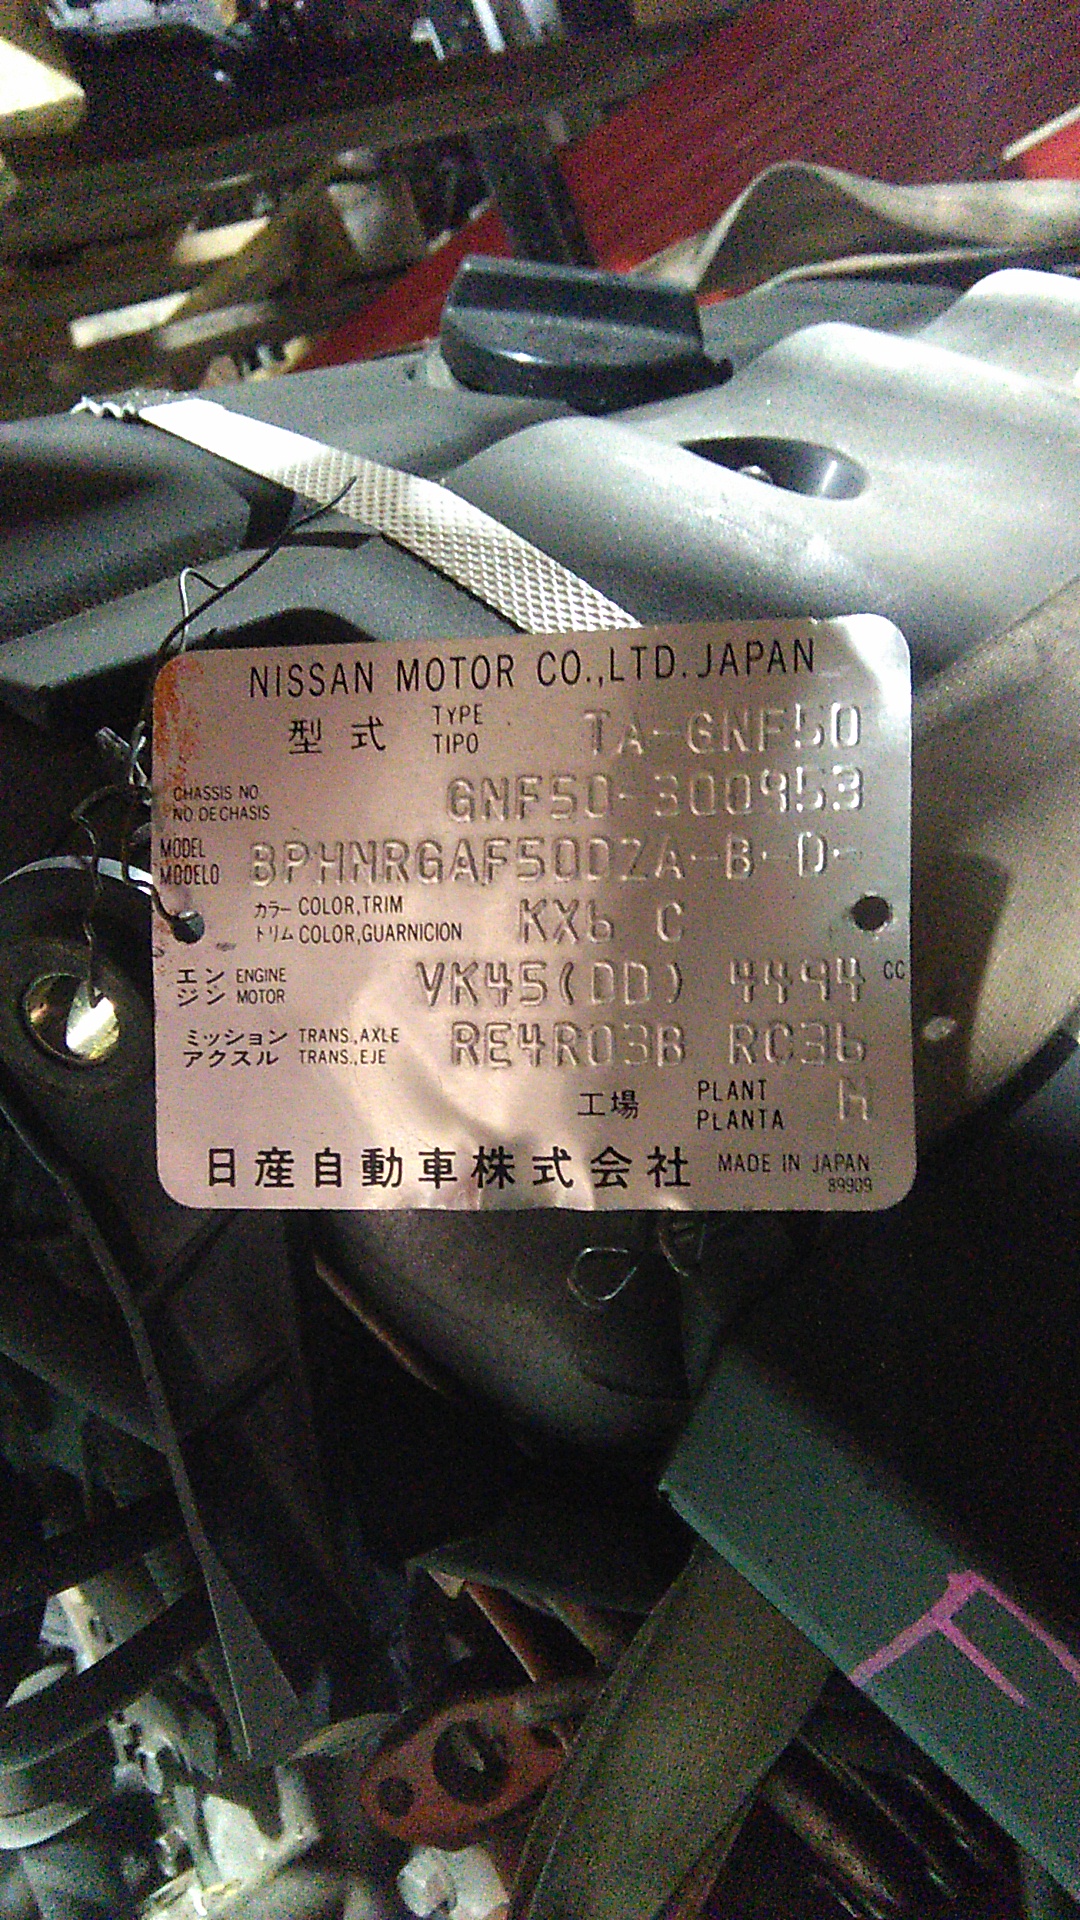 NISSAN MOTOR CO.,LTD. JAPAN
型式 TYPE TIPO TA-GNF50
CHASSIS NO. NO. DE CHASIS GNF50-300953
MODEL MODELO BPHNRGAF50DZA-B-D-
カラー COLOR,TRIM
トリム COLOR,GUARNICION KX6 C
エンジン ENGINE MOTOR VK45(DD) 4494 CC
ミッション TRANS.,AXLE
アクスル TRANS.,EJE RE4R03B RC36
工場 PLANT PLANTA M
日産自動車株式会社 MADE IN JAPAN
89909